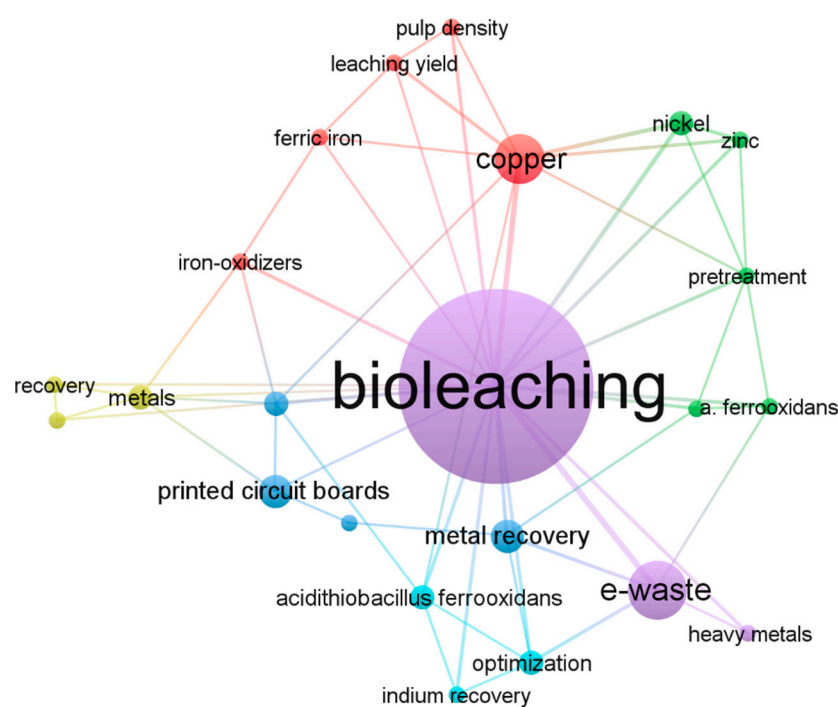 pulp density
leaching yield
nickel
ferric iron
zinc
copper
iron-oxidizers
pretreatment
recovery
metals
bioleaching
a. ferrooxidans
printed circuit boards
metal recovery
acidithiobacillus ferrooxidans
e-waste
heavy metals
optimization
indium recovery